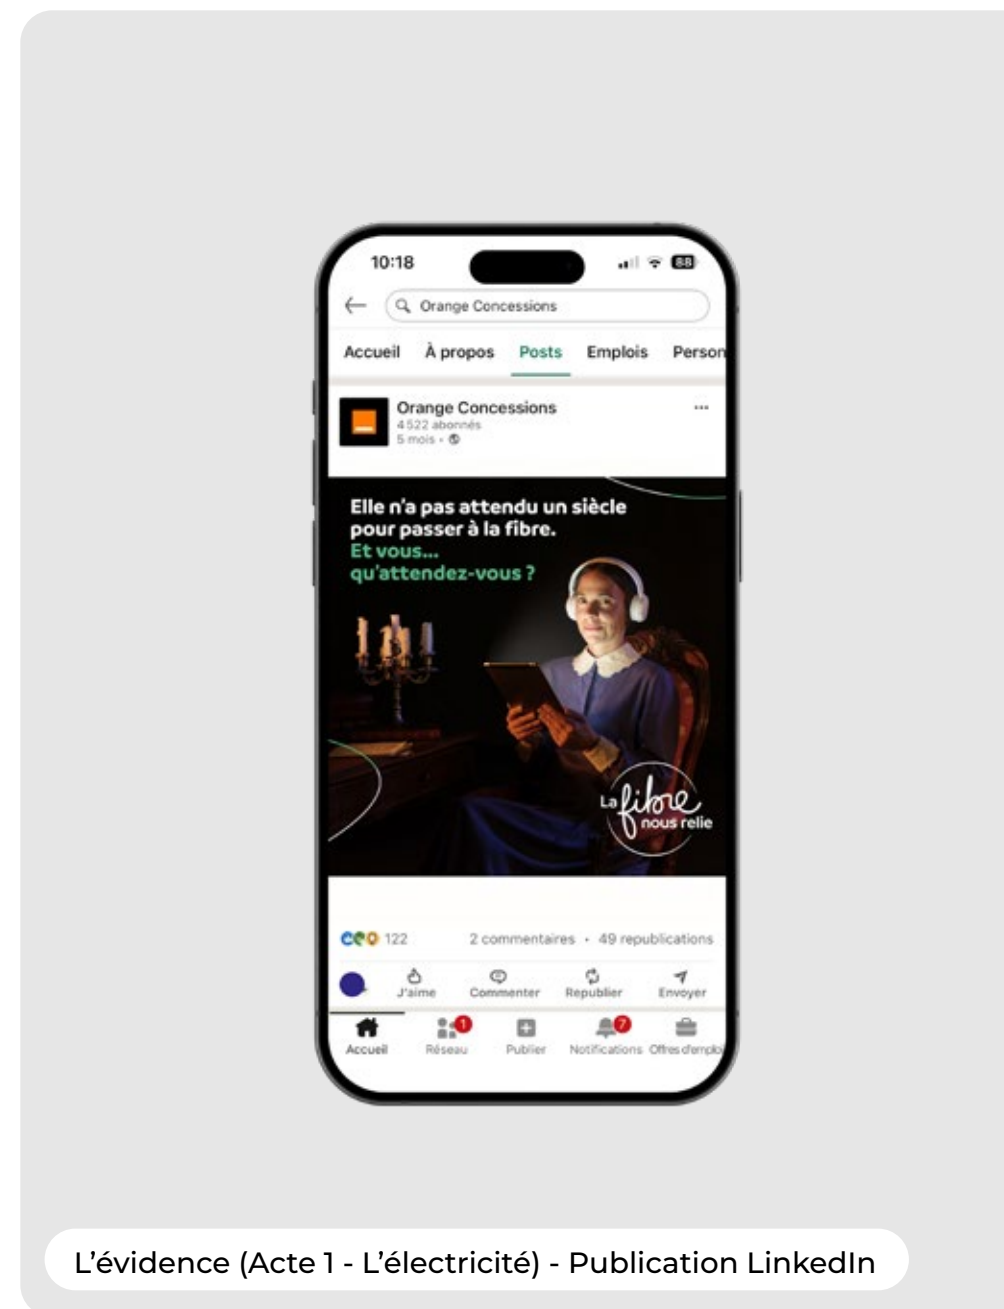 10:18
88
Orange Concessions
Accueil À propos Posts Emplois Person
Orange Concessions
4 522 abonnés
5 mois •
Elle n'a pas attendu un siècle
pour passer à la fibre.
Et vous...
qu'attendez-vous ?
La fibre
nous relie
122 2 commentaires • 49 republications
J'aime Commenter Republier Envoyer
1 7
Accueil Réseau Publier Notifications Offres d'emploi
L'évidence (Acte 1 - L'électricité) - Publication LinkedIn